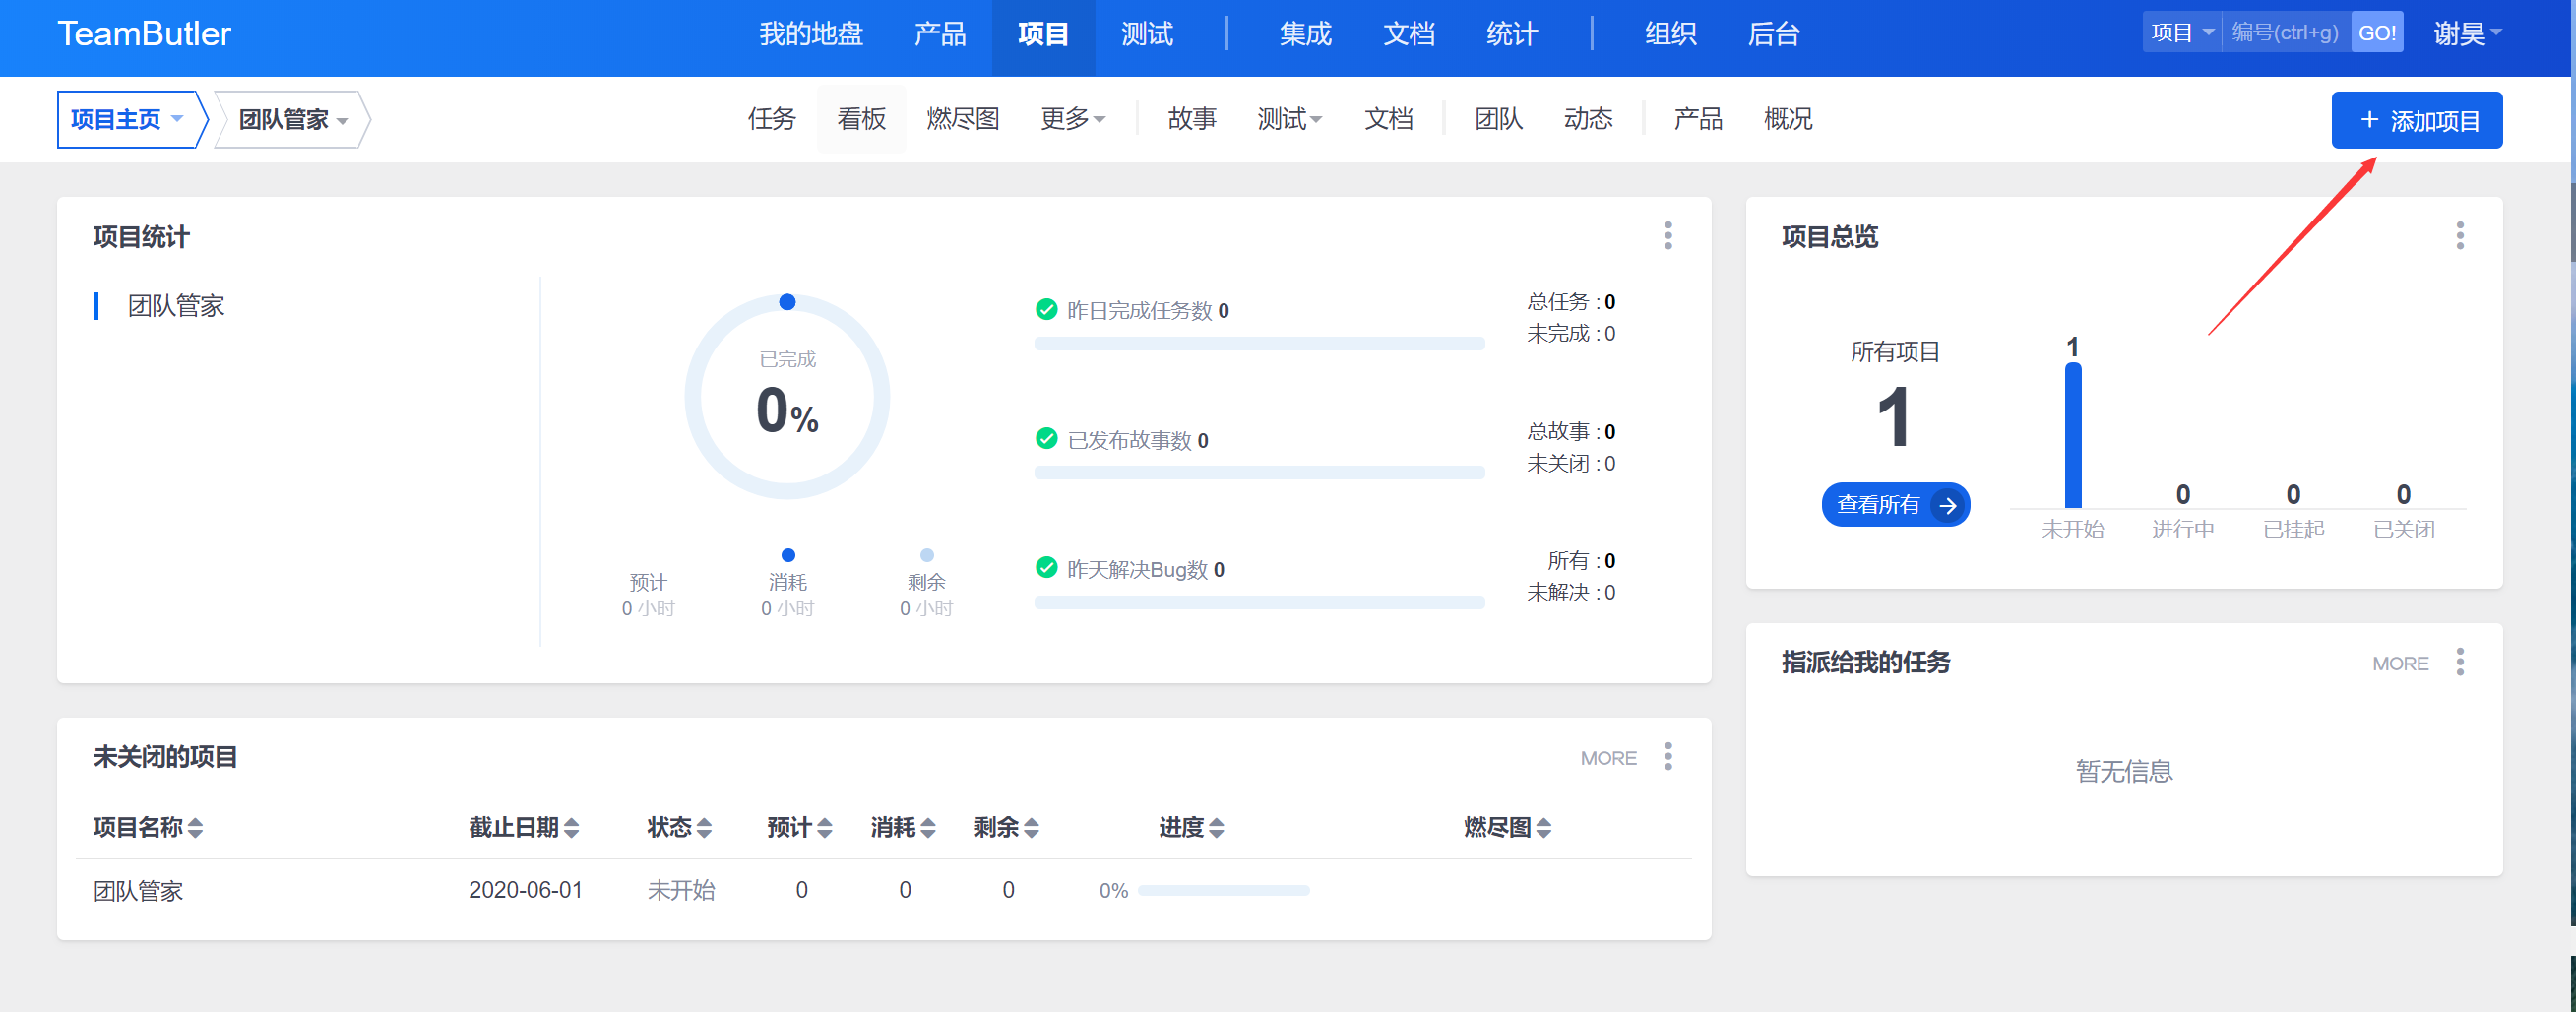 TeamButler 我的地盘 产品 项目 测试 集成 文档 统计 组织 后台 项目 编号(ctrl+g) GO! 谢昊
项目主页 团队管家 任务 看板 燃尽图 更多 故事 测试 文档 团队 动态 产品 概况 + 添加项目
项目统计
团队管家
已完成
0%
预计 消耗 剩余
0 小时 0 小时 0 小时
昨日完成任务数 0
总任务 : 0
未完成 : 0
已发布故事数 0
总故事 : 0
未关闭 : 0
昨天解决Bug数 0
所有 : 0
未解决 : 0
项目总览
所有项目
1
查看所有
1 0 0 0
未开始 进行中 已挂起 已关闭
指派给我的任务 MORE
暂无信息
未关闭的项目 MORE
项目名称 截止日期 状态 预计 消耗 剩余 进度 燃尽图
团队管家 2020-06-01 未开始 0 0 0 0%